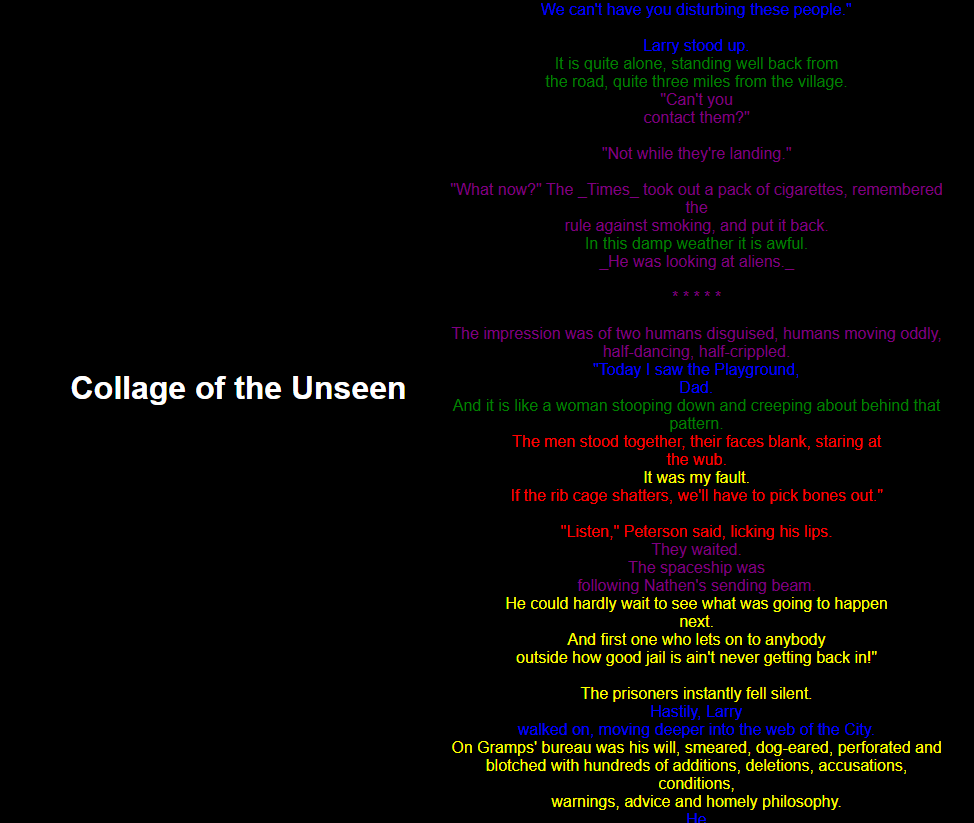 We can't have you disturbing these people."
Larry stood up.
It is quite alone, standing well back from
the road, quite three miles from the village.
"Can't you
contact them?"
"Not while they're landing."
"What now?" The _Times_ took out a pack of cigarettes, remembered
the
rule against smoking, and put it back.
In this damp weather it is awful.
_He was looking at aliens._
* * * * *
The impression was of two humans disguised, humans moving oddly,
half-dancing, half-crippled.
"Today I saw the Playground,
Dad.
Collage of the Unseen
And it is like a woman stooping down and creeping about behind that
pattern.
The men stood together, their faces blank, staring at
the wub.
It was my fault.
If the rib cage shatters, we'll have to pick bones out."
"Listen," Peterson said, licking his lips.
They waited.
The spaceship was
following Nathen's sending beam.
He could hardly wait to see what was going to happen
next.
And first one who lets on to anybody
outside how good jail is ain't never getting back in!"
The prisoners instantly fell silent.
Hastily, Larry
walked on, moving deeper into the web of the City.
On Gramps' bureau was his will, smeared, dog-eared, perforated and
blotched with hundreds of additions, deletions, accusations,
conditions,
warnings, advice and homely philosophy.
He